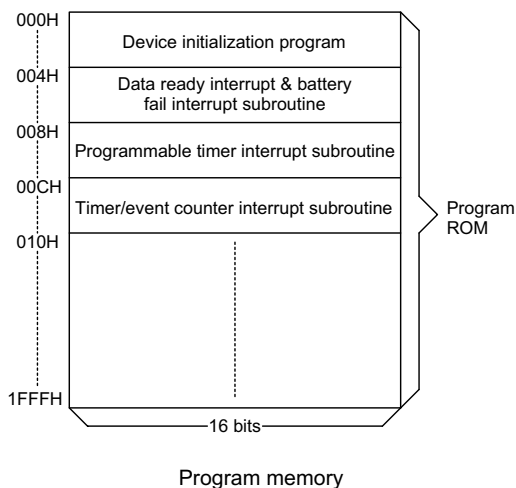 000H
Device initialization program
004H
Data ready interrupt & battery
fail interrupt subroutine
008H
Programmable timer interrupt subroutine
00CH
Timer/event counter interrupt subroutine
Program
ROM
010H
1FFFH
16 bits
Program memory